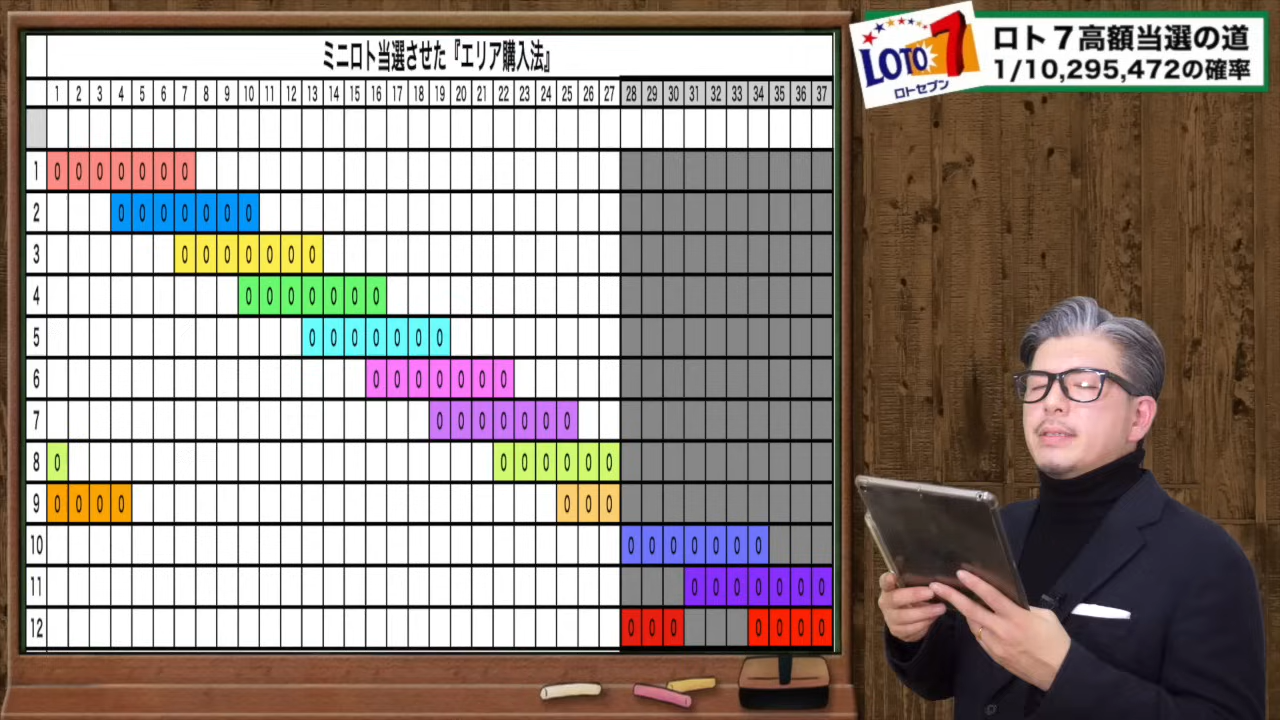 ミニロト当選させた『エリア購入法』
1 2 3 4 5 6 7 8 9 10 11 12 13 14 15 16 17 18 19 20 21 22 23 24 25 26 27 28 29 30 31 32 33 34 35 36 37
1 0 0 0 0 0 0 0
2 0 0 0 0 0 0 0
3 0 0 0 0 0 0 0
4 0 0 0 0 0 0 0
5 0 0 0 0 0 0 0
6 0 0 0 0 0 0 0
7 0 0 0 0 0 0 0
8 0 0 0 0 0 0 0
9 0 0 0 0 0 0 0
10 0 0 0 0 0 0 0
11 0 0 0 0 0 0 0
12 0 0 0 0 0 0 0
LOTO 7
ロトセブン
ロト7高額当選の道
1/10,295,472の確率